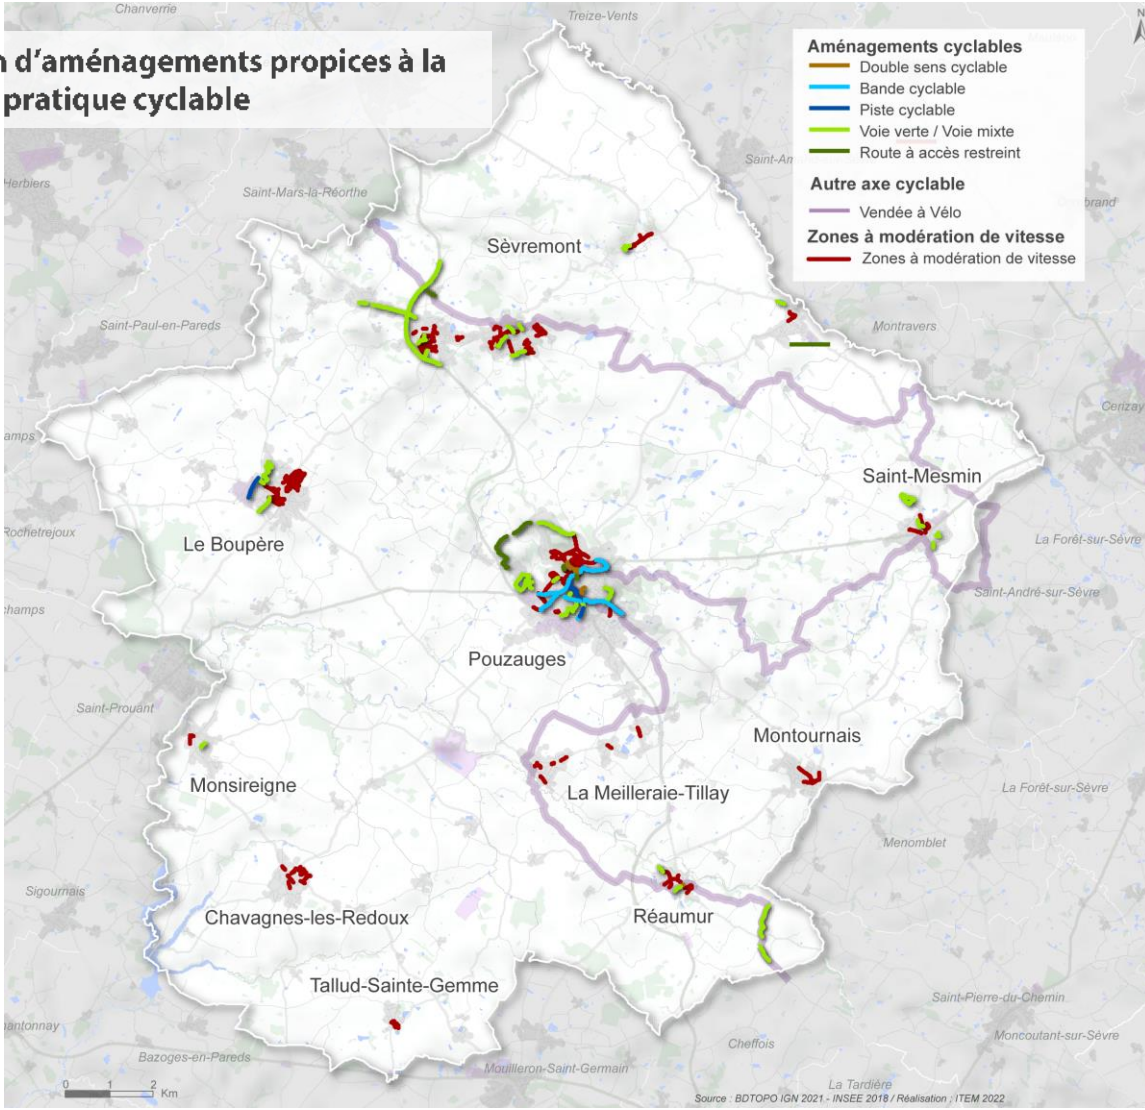 d'aménagements propices à la
pratique cyclable
Aménagements cyclables
Double sens cyclable
Bande cyclable
Piste cyclable
Voie verte / Voie mixte
Route à accès restreint
Autre axe cyclable
Vendée à Vélo
Zones à modération de vitesse
Zones à modération de vitesse
N
Chanverrie
Treize-Vents
Herbiers
Saint-Mars-la-Réorthe
Sèvremont
Saint-Paul-en-Pareds
Montravers
Cerizay
Saint-Mesmin
Le Boupère
Rochetrejoux
La Forêt-sur-Sèvre
Saint-André-sur-Sèvre
Pouzauges
Saint-Prouant
Montournais
Monsireigne
La Meilleraie-Tillay
La Forêt-sur-Sèvre
Menomblet
Sigournais
Chavagnes-les-Redoux
Réaumur
Tallud-Sainte-Gemme
Saint-Pierre-du-Chemin
antonnay
Moncoutant-sur-Sèvre
Cheffois
Bazoges-en-Pareds
Mouilleron-Saint-Germain
La Tardière
0 1 2
Km
Source : BDTOPO IGN 2021 - INSEE 2018 / Réalisation ; ITEM 2022